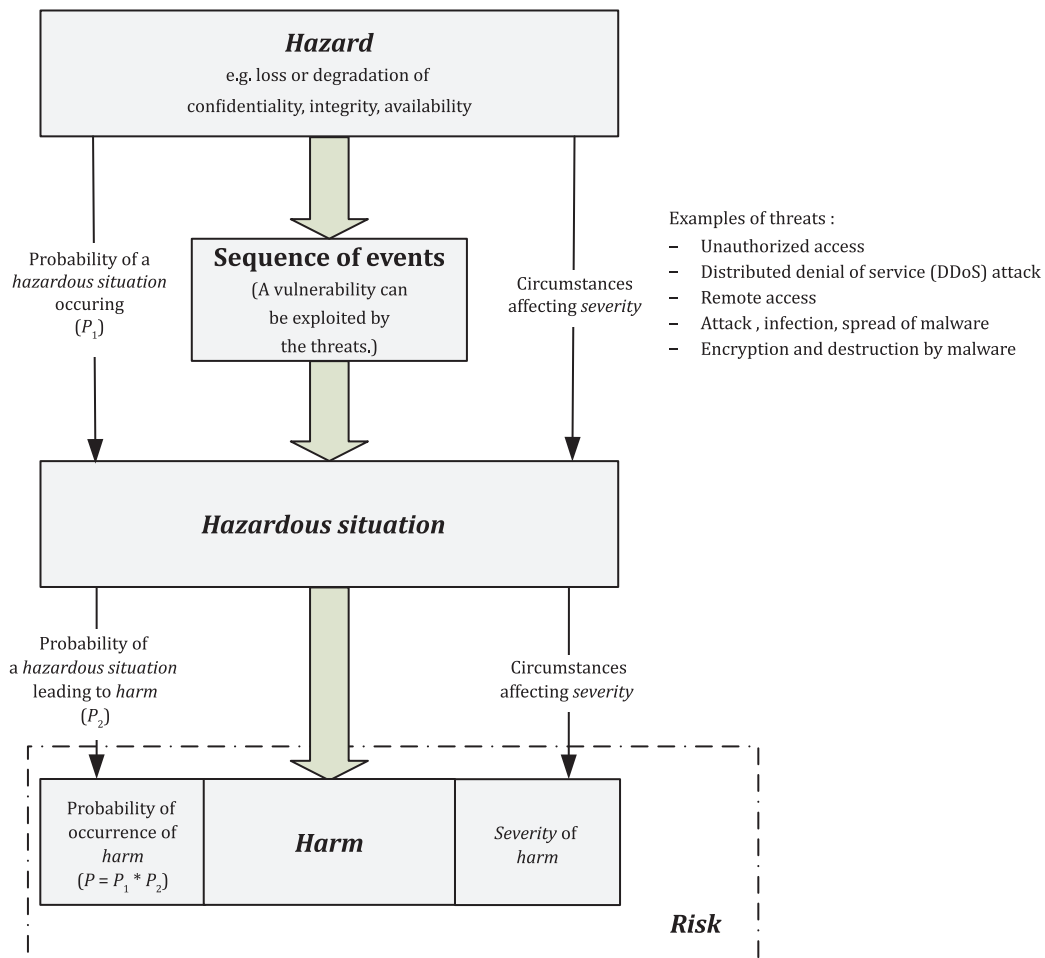 Hazard
e.g. loss or degradation of
confidentiality, integrity, availability
Probability of a
hazardous situation
occuring
(P1)
Sequence of events
(A vulnerability can
be exploited by
the threats.)
Circumstances
affecting severity
Examples of threats :
– Unauthorized access
– Distributed denial of service (DDoS) attack
– Remote access
– Attack , infection, spread of malware
– Encryption and destruction by malware
Hazardous situation
Probability of
a hazardous situation
leading to harm
(P2)
Circumstances
affecting severity
Probability of
occurrence of
harm
(P = P1 * P2)
Harm
Severity of
harm
Risk